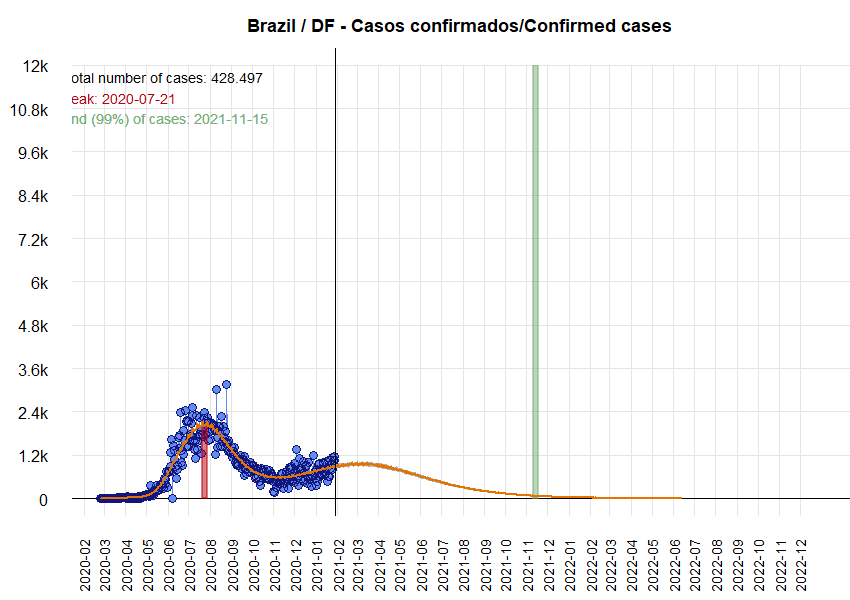 Brazil / DF - Casos confirmados/Confirmed cases
12k
10.8k
9.6k
8.4k
7.2k
6k
4.8k
3.6k
2.4k
1.2k
0
otal number of cases: 428.497
eak: 2020-07-21
nd (99%) of cases: 2021-11-15
2020-02
2020-03
2020-04
2020-05
2020-06
2020-07
2020-08
2020-09
2020-10
2020-11
2020-12
2021-01
2021-02
2021-03
2021-04
2021-05
2021-06
2021-07
2021-08
2021-09
2021-10
2021-11
2021-12
2022-01
2022-02
2022-03
2022-04
2022-05
2022-06
2022-07
2022-08
2022-09
2022-10
2022-11
2022-12